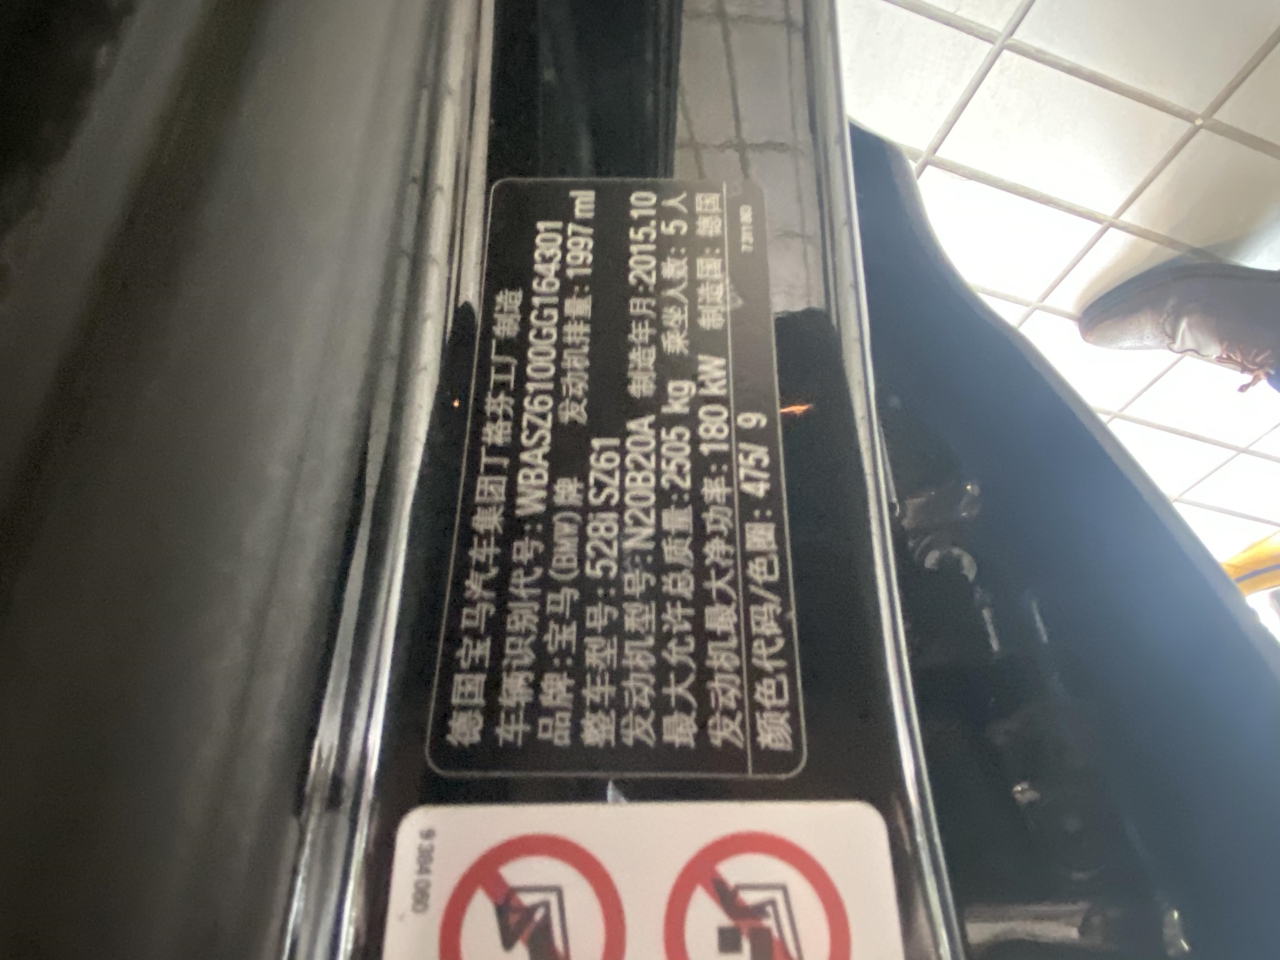 德国宝马汽车集团丁格芬工厂制造
车辆识别代号:WBASZ6100GG164301
品牌:宝马(BMW)牌 发动机排量:1997 ml
整车型号:528i SZ61
发动机型号:N20B20A 制造年月:2015.10
最大允许总质量:2505 kg 乘坐人数:5人
发动机最大净功率:180 kW 制造国:德国
颜色代码/色圈:475/ 9
9 384 060